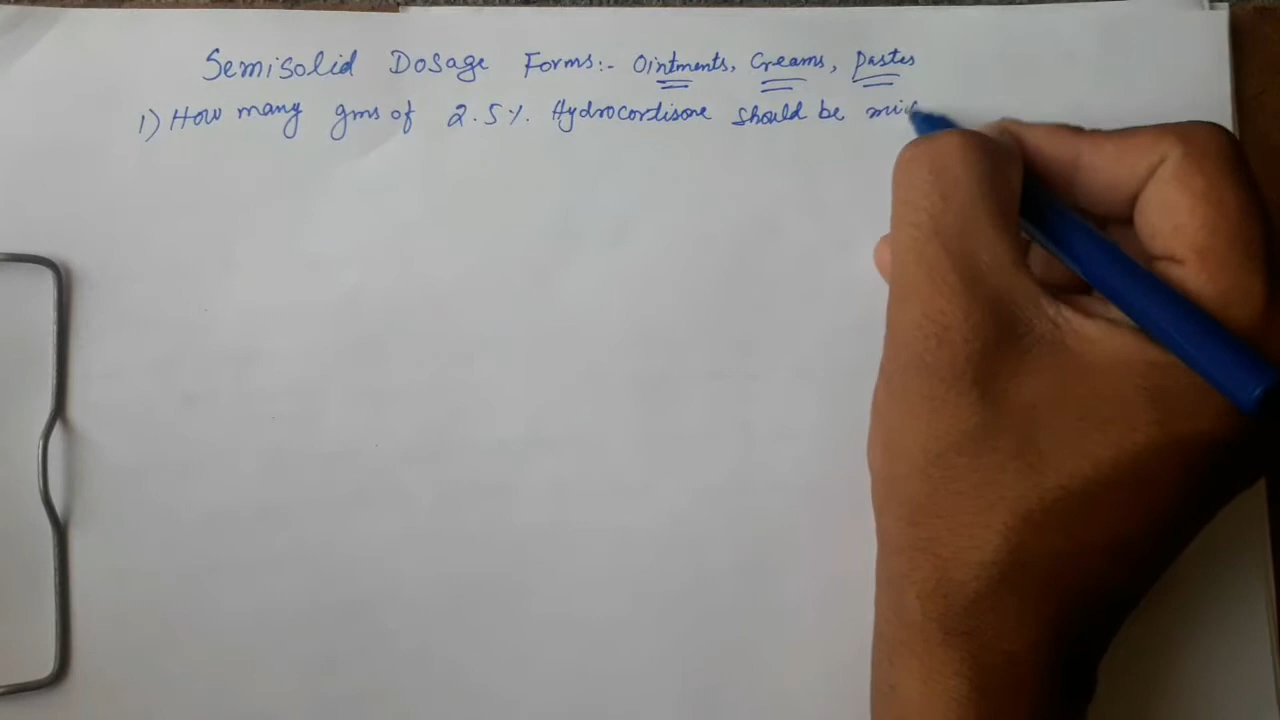 Semisolid Dosage Forms:- Ointments, Creams, Pastes
1) How many gms of 2.5%. Hydrocortisone should be